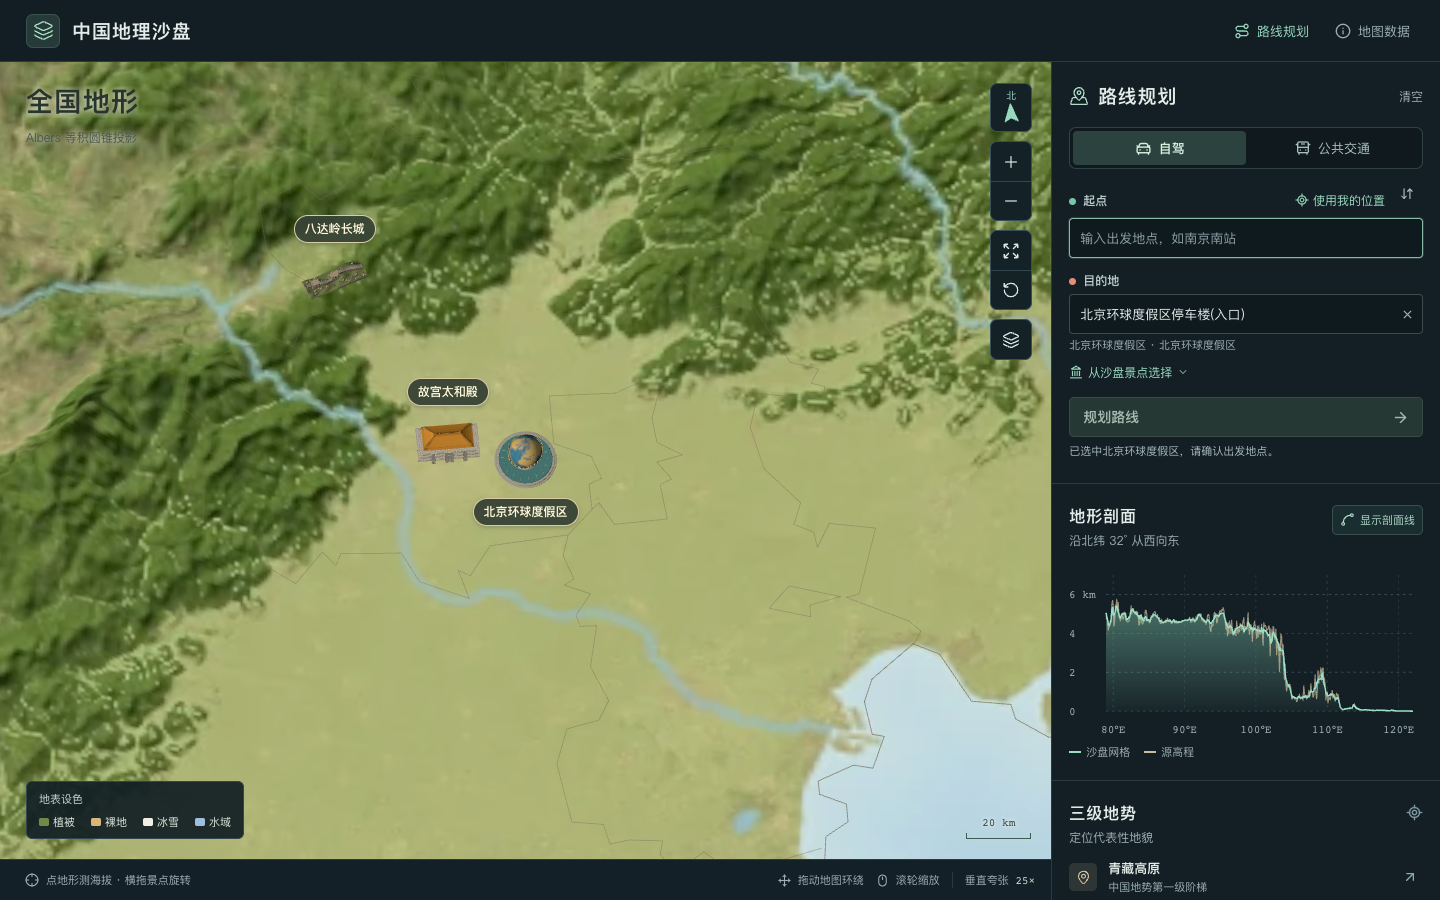 中国地理沙盘
路线规划
地图数据
全国地形
Albers 等积圆锥投影
北
八达岭长城
故宫太和殿
北京环球度假区
地表设色
植被
裸地
冰雪
水域
20 km
点地形测海拔 · 横拖景点旋转
拖动地图环绕
滚轮缩放
垂直夸张 25×
路线规划
清空
自驾
公共交通
起点
使用我的位置
输入出发地点，如南京南站
目的地
北京环球度假区停车楼(入口)
北京环球度假区 · 北京环球度假区
从沙盘景点选择
规划路线
已选中北京环球度假区，请确认出发地点。
地形剖面
显示剖面线
沿北纬 32° 从西向东
6 km
4
2
0
80°E 90°E 100°E 110°E 120°E
沙盘网格
源高程
三级地势
定位代表性地貌
青藏高原
中国地势第一级阶梯